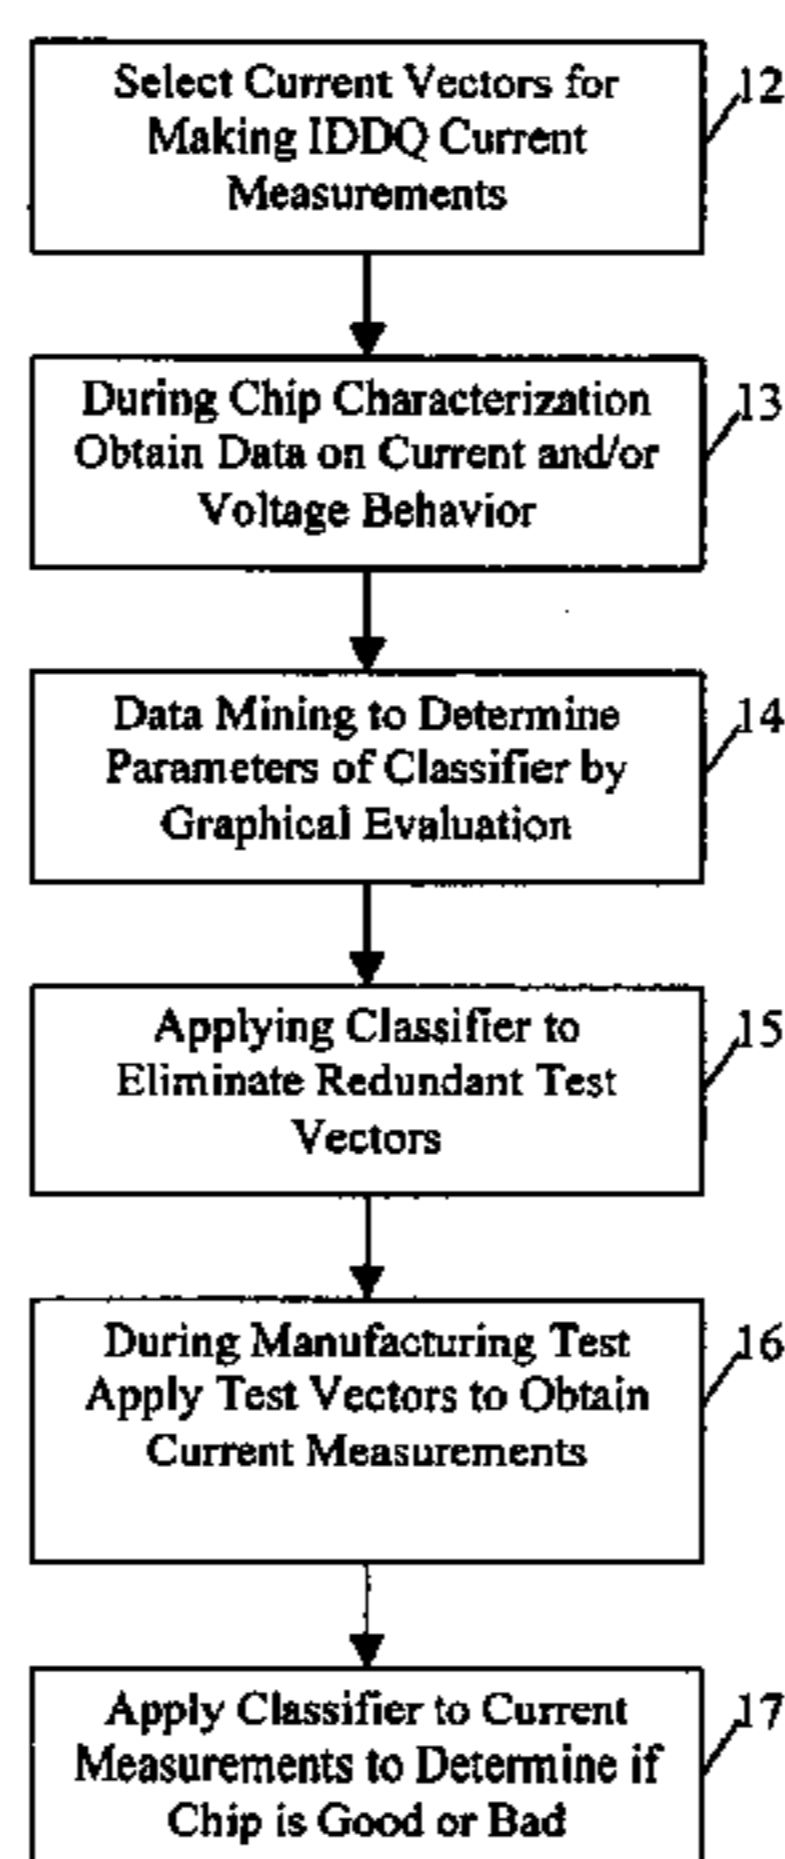 Select Current Vectors for
Making IDDQ Current
Measurements
12
During Chip Characterization
Obtain Data on Current and/or
Voltage Behavior
13
Data Mining to Determine
Parameters of Classifier by
Graphical Evaluation
14
Applying Classifier to
Eliminate Redundant Test
Vectors
15
During Manufacturing Test
Apply Test Vectors to Obtain
Current Measurements
16
Apply Classifier to Current
Measurements to Determine if
Chip is Good or Bad
17